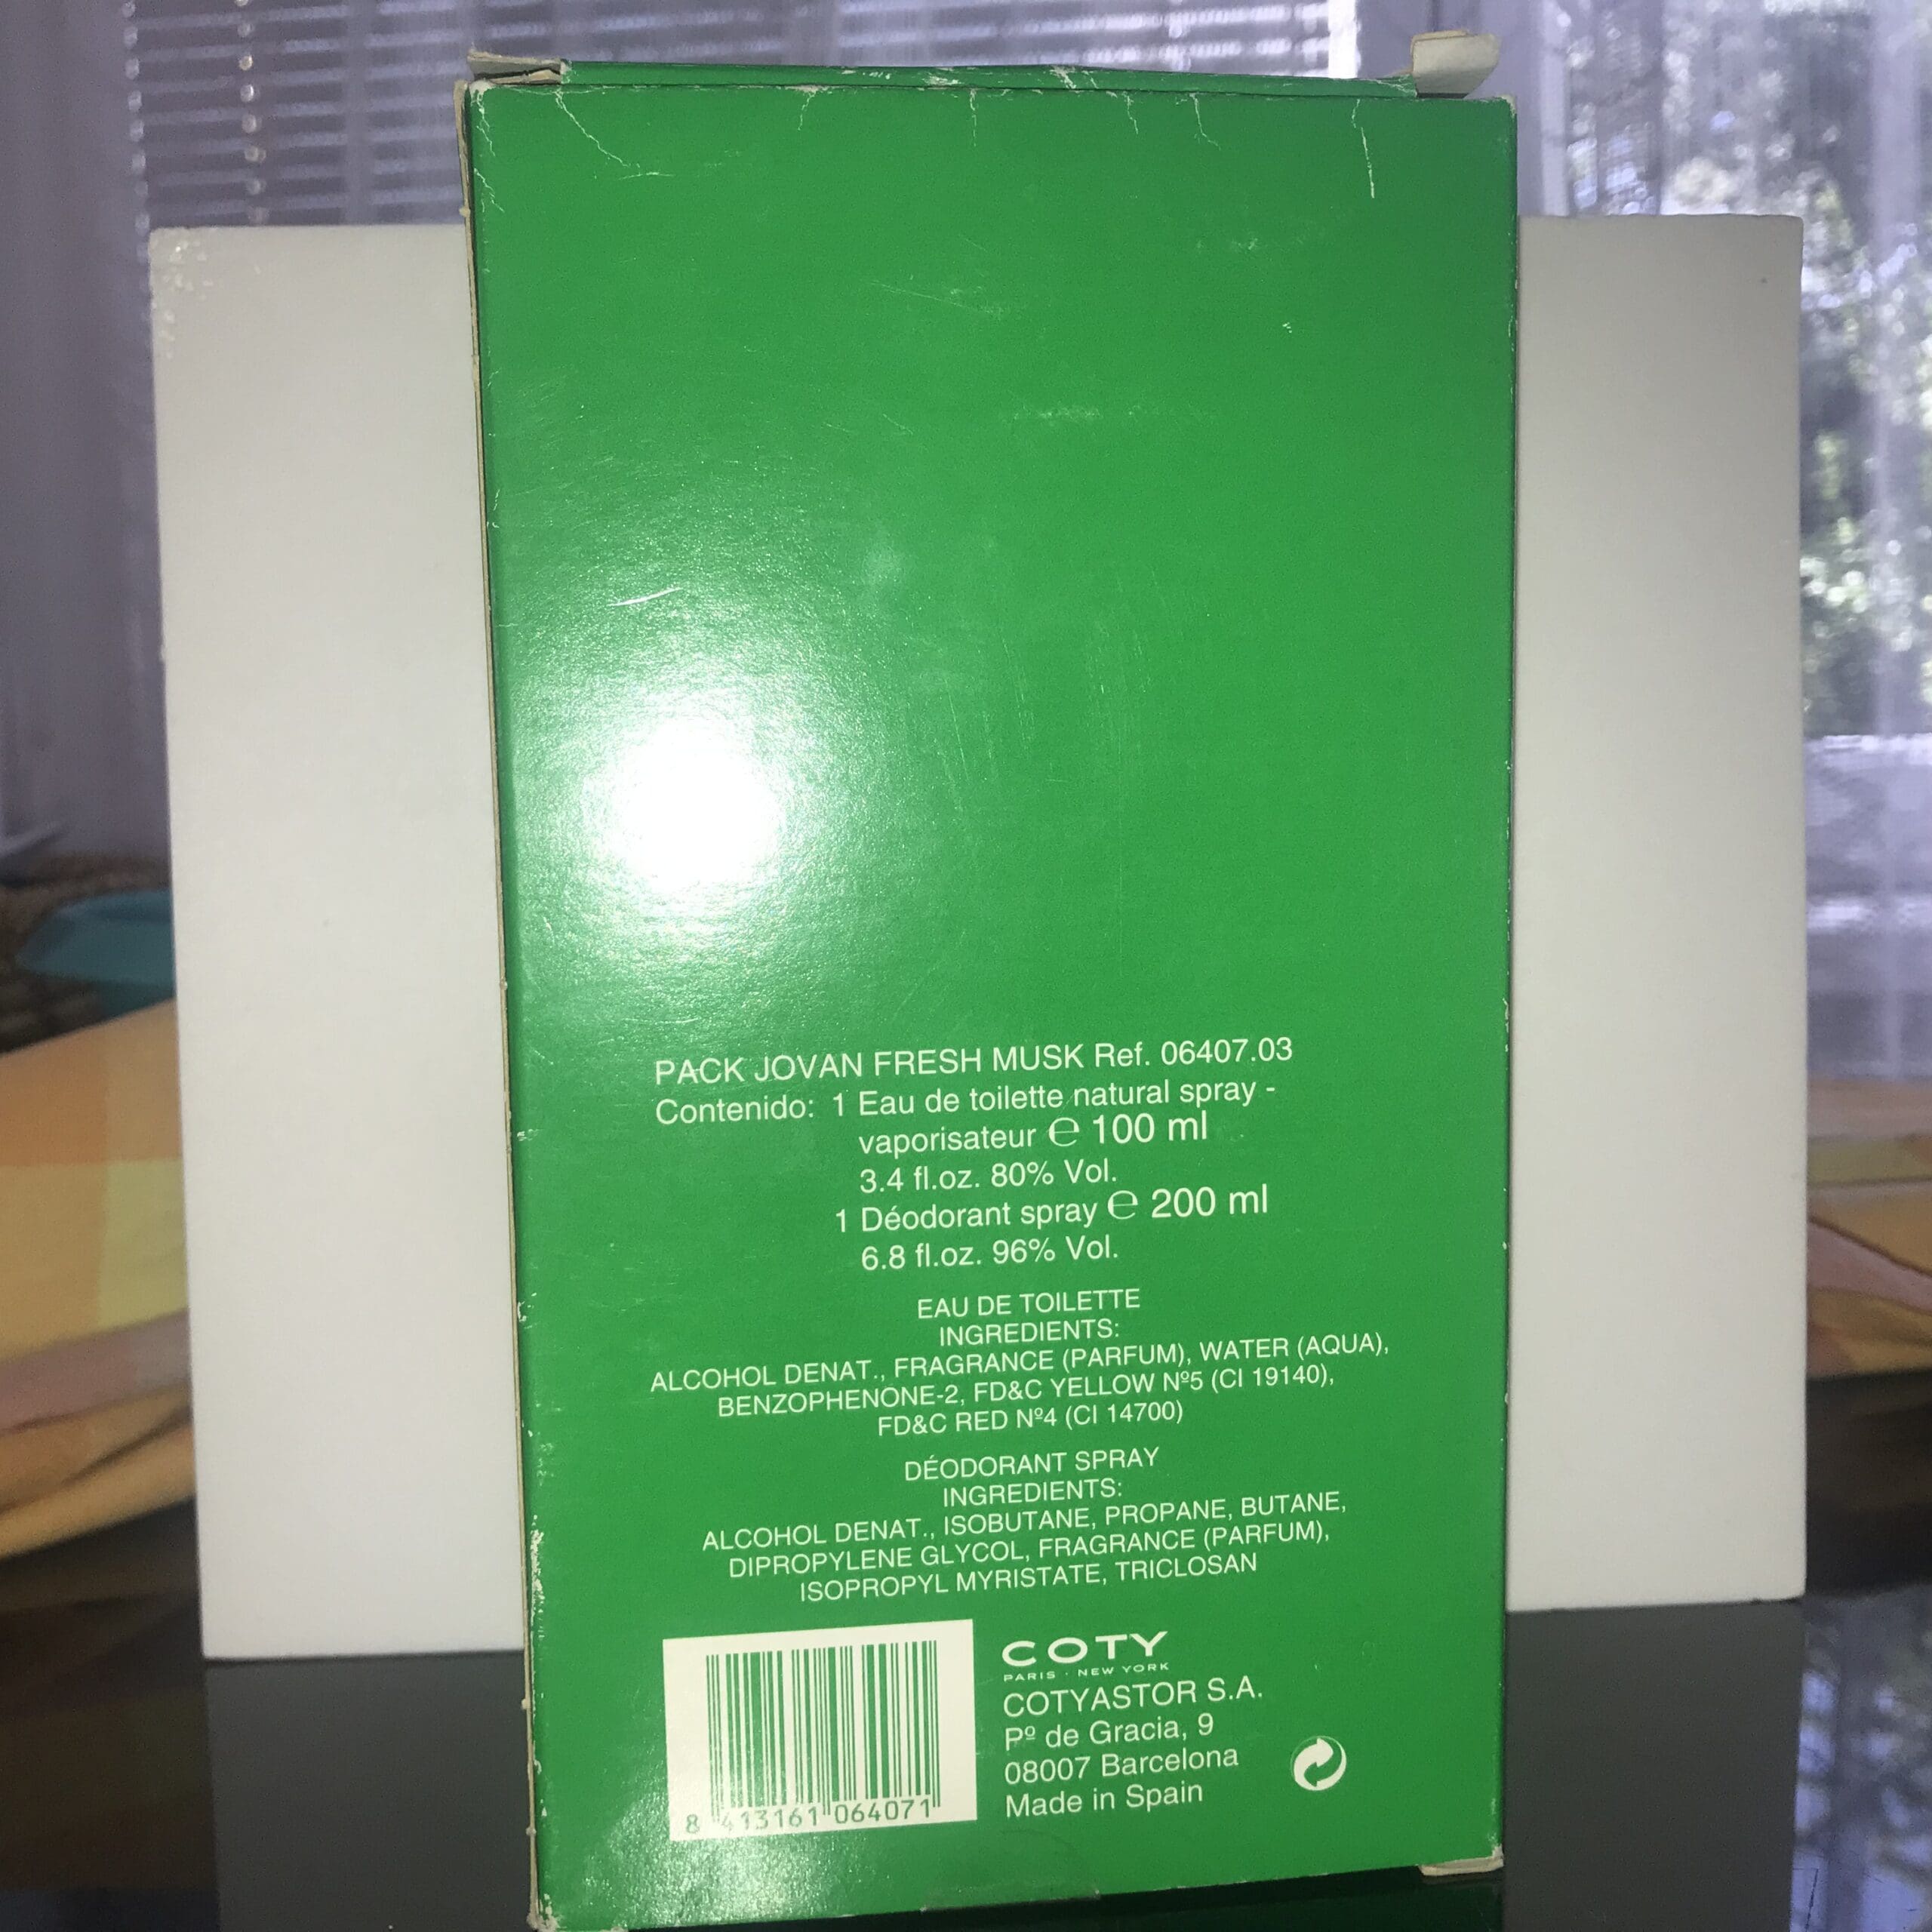 PACK JOVAN FRESH MUSK Ref. 06407.03
Contenido: 1 Eau de toilette natural spray -
vaporisateur ℮ 100 ml
3.4 fl.oz. 80% Vol.
1 Déodorant spray ℮ 200 ml
6.8 fl.oz. 96% Vol.
EAU DE TOILETTE
INGREDIENTS:
ALCOHOL DENAT., FRAGRANCE (PARFUM), WATER (AQUA),
BENZOPHENONE-2, FD&C YELLOW Nº5 (CI 19140),
FD&C RED Nº4 (CI 14700)
DÉODORANT SPRAY
INGREDIENTS:
ALCOHOL DENAT., ISOBUTANE, PROPANE, BUTANE,
DIPROPYLENE GLYCOL, FRAGRANCE (PARFUM),
ISOPROPYL MYRISTATE, TRICLOSAN
COTY
PARIS · NEW YORK
COTYASTOR S.A.
Pº de Gracia, 9
08007 Barcelona
Made in Spain
8 413161 064071